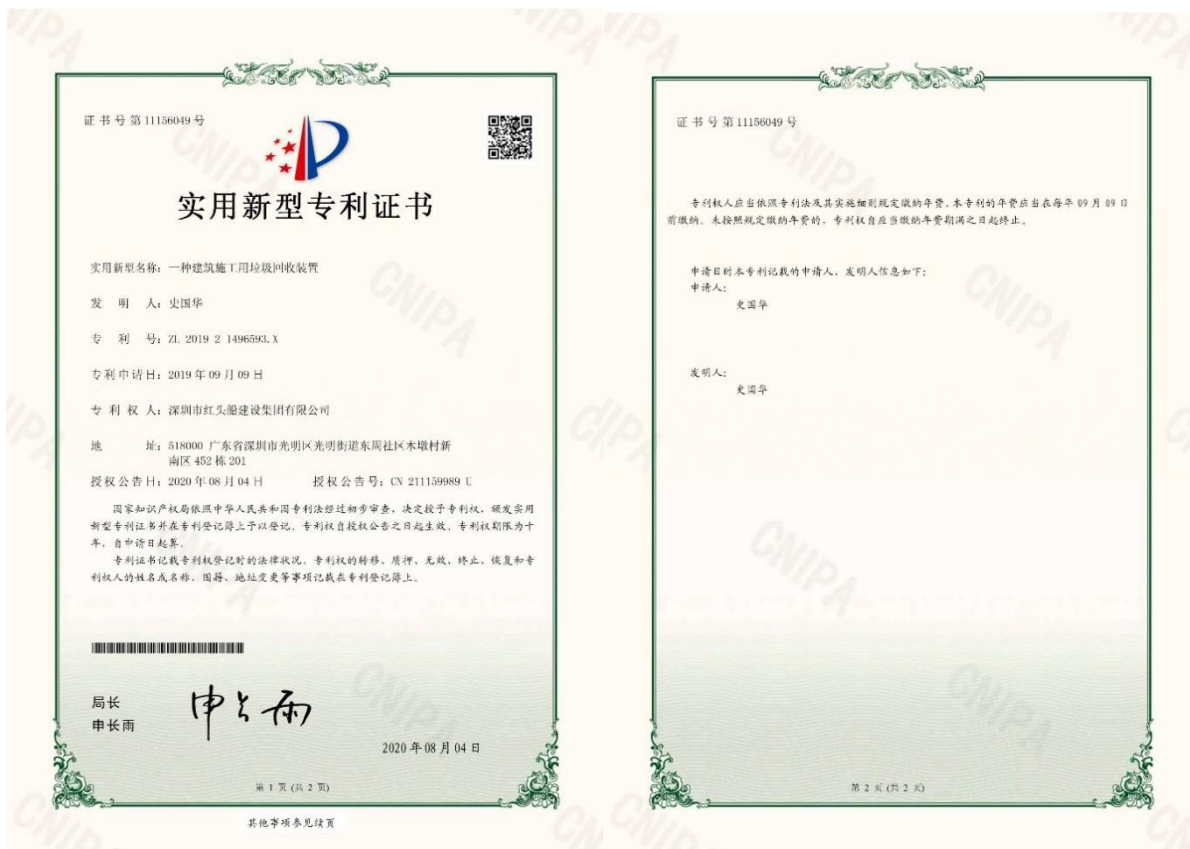 证书号第11156049号
实用新型专利证书
实用新型名称：一种建筑施工用垃圾回收装置
发明人：史国华
专利号：ZL 2019 2 1496593.X
专利申请日：2019年09月09日
专利权人：深圳市红头船建设集团有限公司
地址：518000 广东省深圳市光明区光明街道东周社区木墩村新
南区452栋201
授权公告日：2020年08月04日 授权公告号：CN 211159989 U
国家知识产权局依照中华人民共和国专利法经过初步审查，决定授予专利权，颁发实用
新型专利证书并在专利登记簿上予以登记。专利权自授权公告之日起生效。专利权期限为十
年，自申请日起算。
专利证书记载专利权登记时的法律状况。专利权的转移、质押、无效、终止、恢复和专
利权人的姓名或名称、国籍、地址变更等事项记载在专利登记簿上。
局长
申长雨
申长雨
2020年08月04日
第1页(共2页)
其他事项参见续页
证书号第11156049号
专利权人应当依照专利法及其实施细则规定缴纳年费。本专利的年费应当在每年09月09日
前缴纳。未按照规定缴纳年费的，专利权自应当缴纳年费期满之日起终止。
申请日时本专利记载的申请人、发明人信息如下：
申请人：
史国华
发明人：
史国华
第2页(共2页)
CNIPA